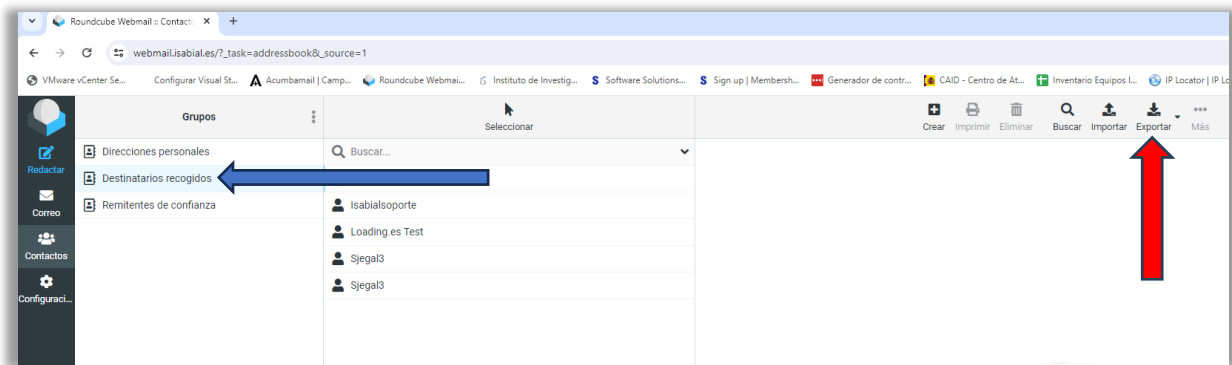 Roundcube Webmail :: Contacto
webmail.isabial.es/?_task=addressbook&_source=1
VMware vCenter Se... Configurar Visual St... Acumbamail | Camp... Roundcube Webmai... Instituto de Investig... Software Solutions... Sign up | Membersh... Generador de contr... CAID - Centro de At... Inventario Equipos I... IP Locator | IP Lo
Grupos
Seleccionar
Crear Imprimir Eliminar Buscar Importar Exportar Más
Redactar
Correo
Contactos
Configuraci...
Direcciones personales
Destinatarios recogidos
Remitentes de confianza
Buscar...
Isabialsoporte
Loading.es Test
Sjegal3
Sjegal3